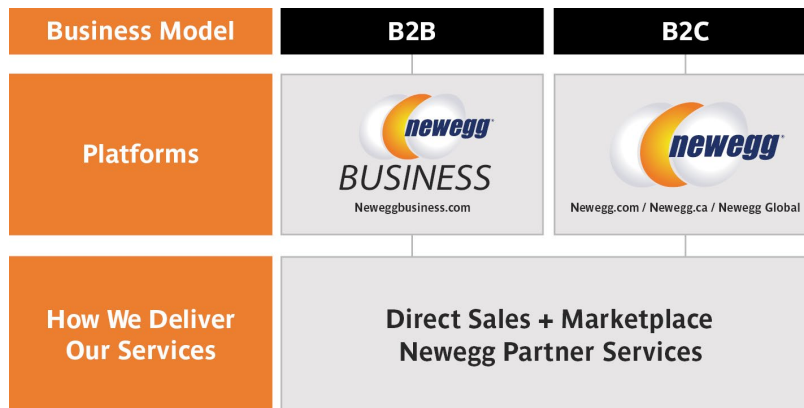 Business Model
B2B
B2C
Platforms
newegg®
BUSINESS
Neweggbusiness.com
newegg®
Newegg.com / Newegg.ca / Newegg Global
How We Deliver
Our Services
Direct Sales + Marketplace
Newegg Partner Services